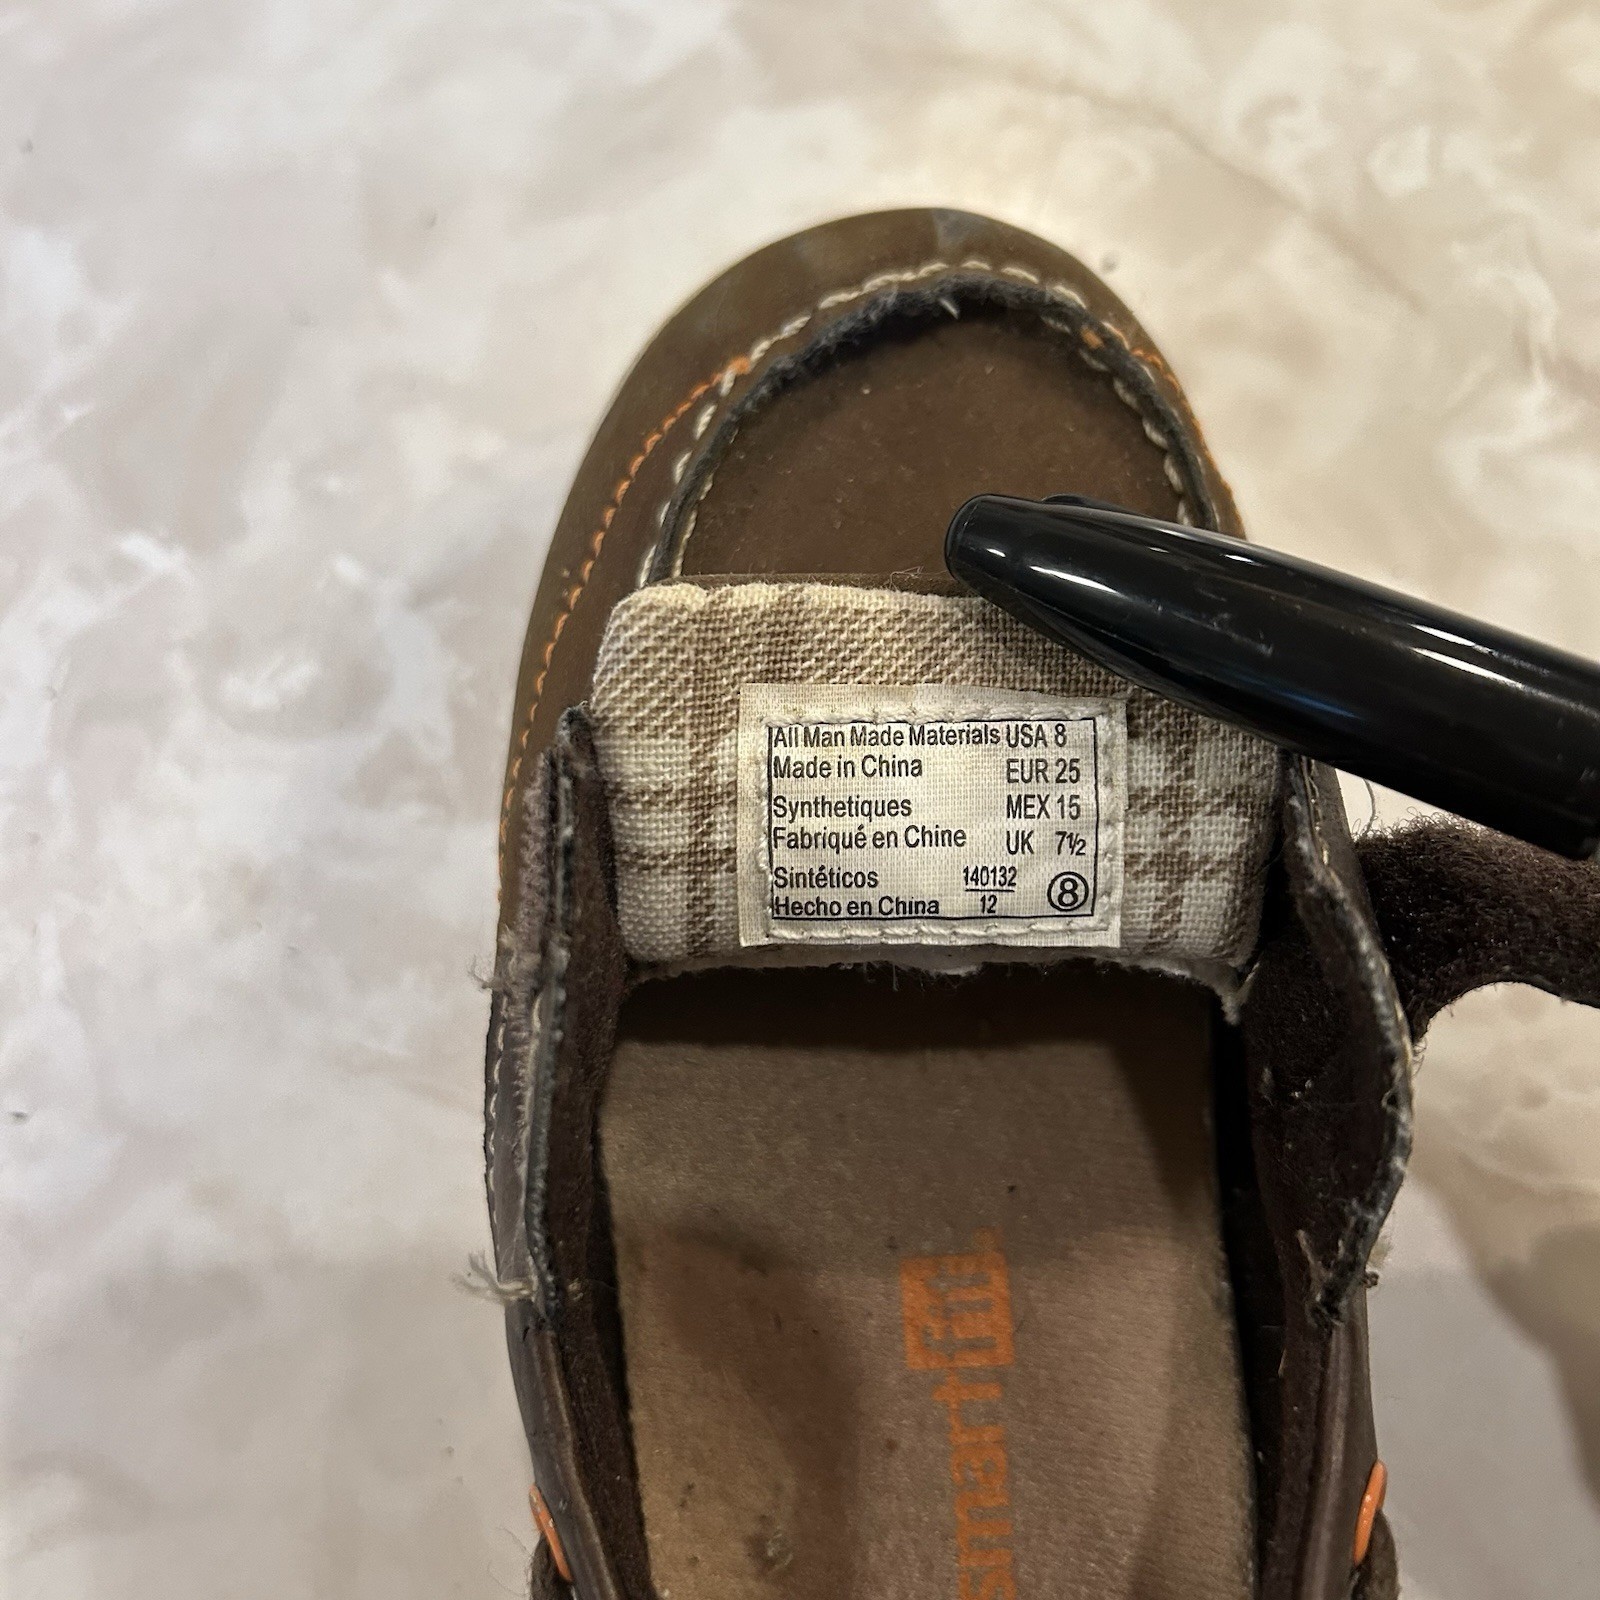 All Man Made Materials USA 8
Made in China EUR 25
Synthetiques MEX 15
Fabriqué en Chine UK 7½
Sintéticos 140132
Hecho en China 12 8
smartfit